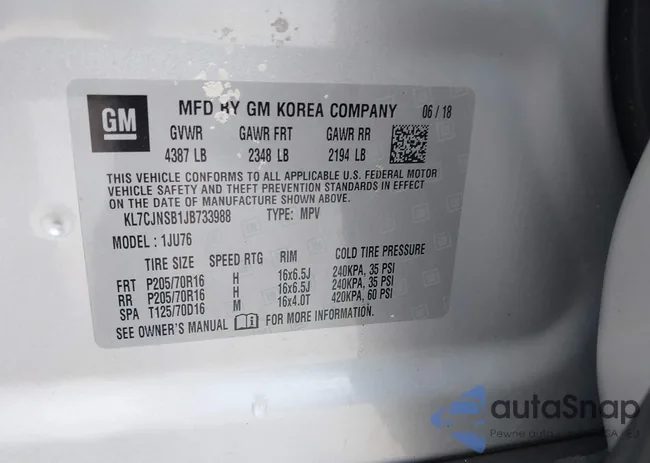 GM
MFD BY GM KOREA COMPANY 06 / 18
GVWR GAWR FRT GAWR RR
4387 LB 2348 LB 2194 LB
THIS VEHICLE CONFORMS TO ALL APPLICABLE U.S. FEDERAL MOTOR
VEHICLE SAFETY AND THEFT PREVENTION STANDARDS IN EFFECT
ON THE DATE OF MANUFACTURE SHOWN ABOVE.
KL7CJNSB1JB733988 TYPE: MPV
MODEL : 1JU76
TIRE SIZE SPEED RTG RIM COLD TIRE PRESSURE
FRT P205/70R16 H 16x6.5J 240KPA, 35 PSI
RR P205/70R16 H 16x6.5J 240KPA, 35 PSI
SPA T125/70D16 M 16x4.0T 420KPA, 60 PSI
SEE OWNER'S MANUAL FOR MORE INFORMATION
autoSnap
Pewne auto